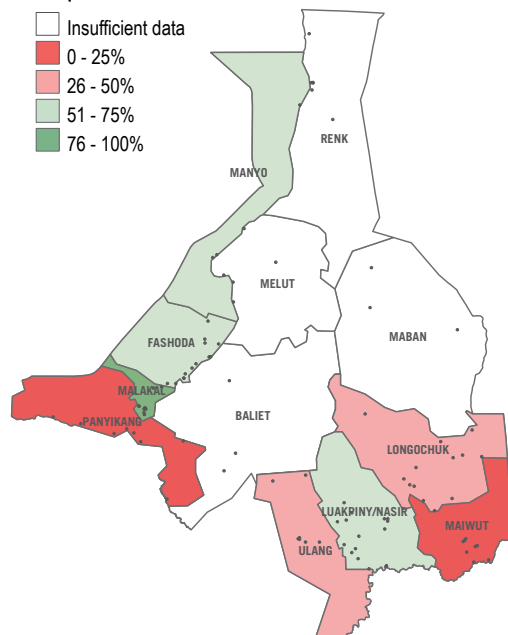 Insufficient data
0 - 25%
26 - 50%
51 - 75%
76 - 100%
RENK
MANYO
MELUT
MABAN
FASHODA
MALAKAL
PANYIKANG
BALIET
LONGOCHUK
LUAKPINY/NASIR
MAIWUT
ULANG